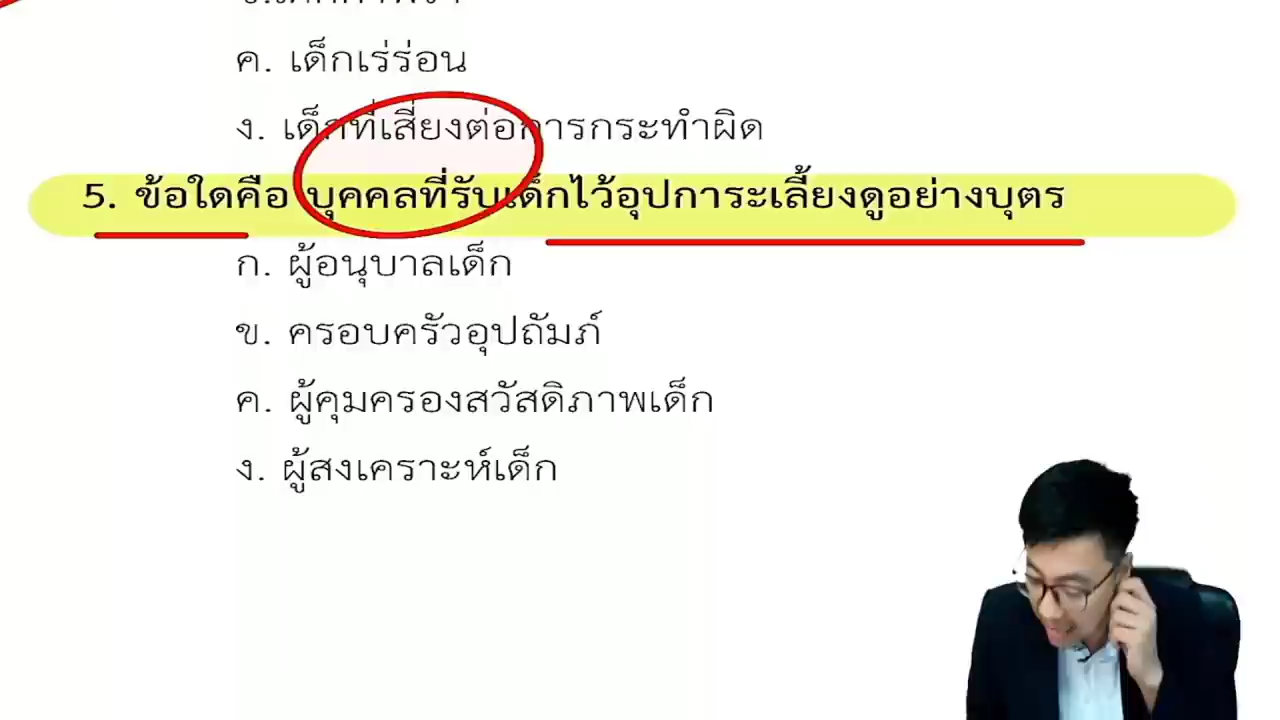 ค. เด็กเร่ร่อน
ง. เด็กที่เสี่ยงต่อการกระทำผิด
5. ข้อใดคือ บุคคลที่รับเด็กไว้อุปการะเลี้ยงดูอย่างบุตร
ก. ผู้อนุบาลเด็ก
ข. ครอบครัวอุปถัมภ์
ค. ผู้คุมครองสวัสดิภาพเด็ก
ง. ผู้สงเคราะห์เด็ก